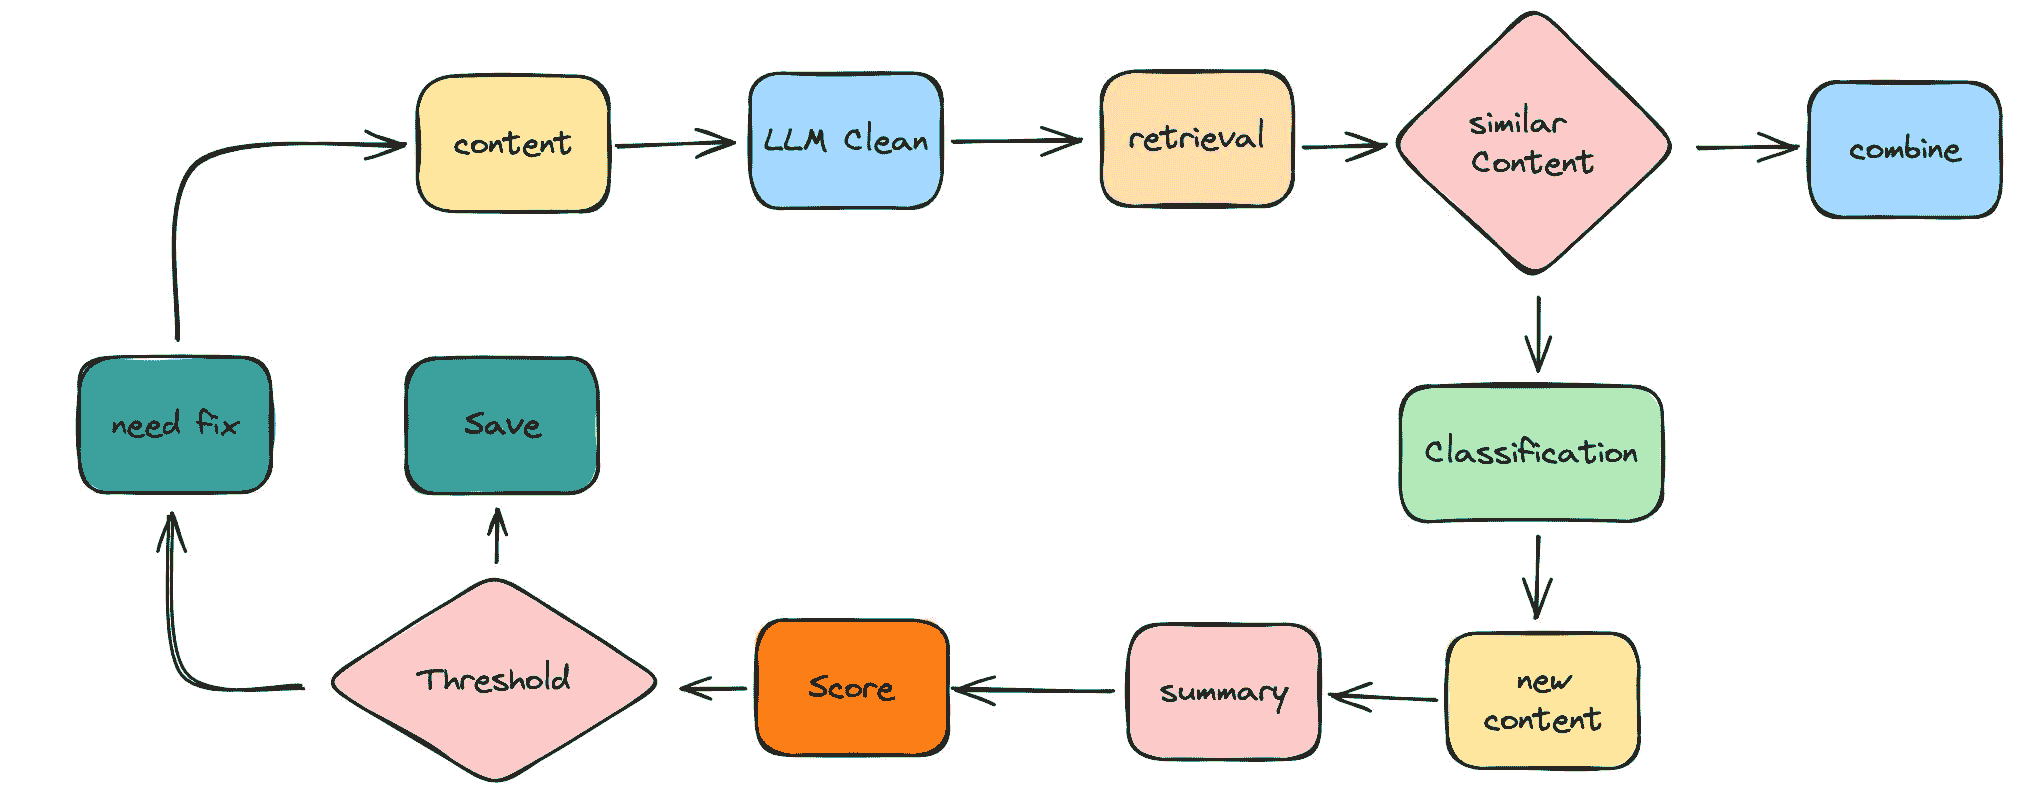 content
LLM Clean
retrieval
similar
Content
combine
need fix
Save
Classification
Threshold
Score
summary
new
content